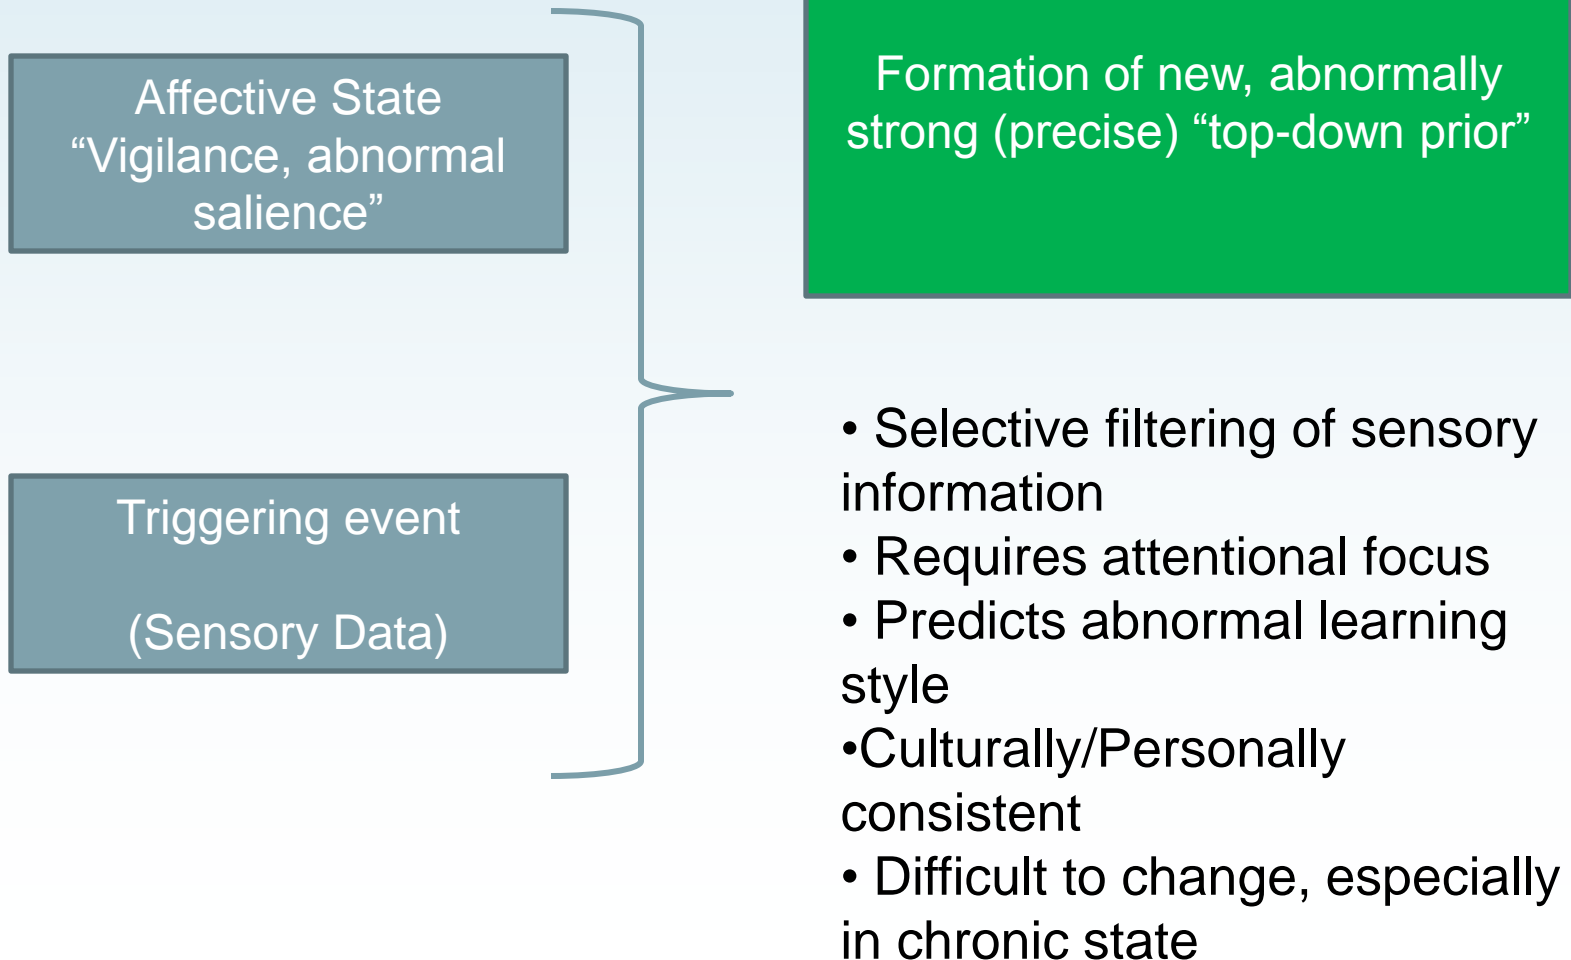 Affective State
“Vigilance, abnormal
salience”
Triggering event
(Sensory Data)
Formation of new, abnormally
strong (precise) “top-down prior”
• Selective filtering of sensory
information
• Requires attentional focus
• Predicts abnormal learning
style
•Culturally/Personally
consistent
• Difficult to change, especially
in chronic state